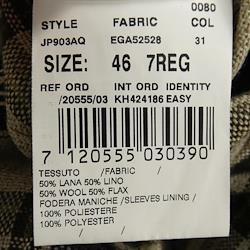 0080
STYLE FABRIC COL
JP903AQ EGA52528 31
SIZE: 46 7REG
REF ORD INT ORD IDENTITY
/20555/03 KH424186 EASY
7 120555 030390
TESSUTO /FABRIC /
50% LANA 50% LINO
50% WOOL 50% FLAX
FODERA MANICHE /SLEEVES LINING /
100% POLIESTERE
100% POLYESTER